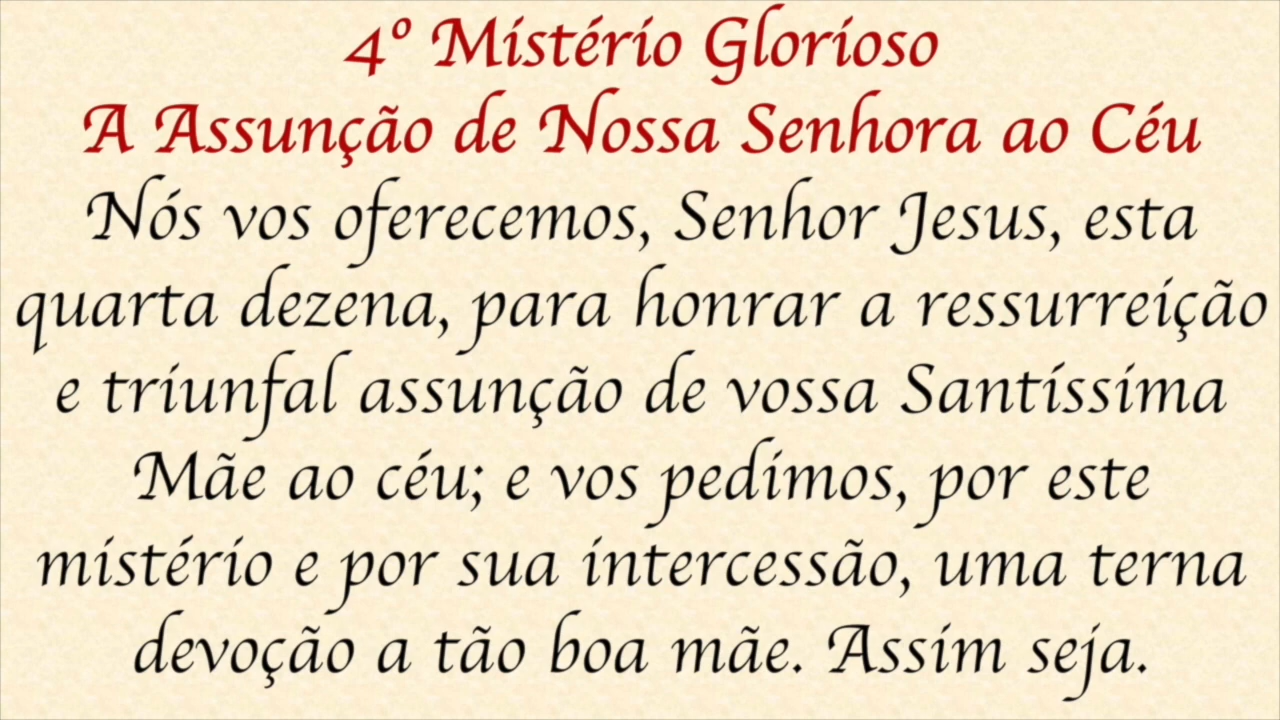 4º Mistério Glorioso
A Assunção de Nossa Senhora ao Céu
Nós vos oferecemos, Senhor Jesus, esta
quarta dezena, para honrar a ressurreição
e triunfal assunção de vossa Santíssima
Mãe ao céu; e vos pedimos, por este
mistério e por sua intercessão, uma terna
devoção a tão boa mãe. Assim seja.